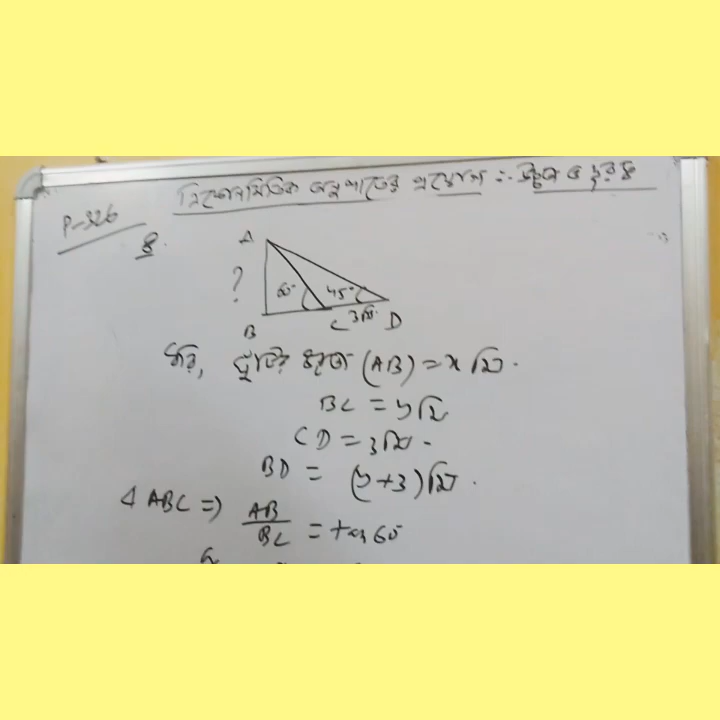 ত্রিকোণমিতিক অনুপাতের প্রয়োগ :- উচ্চতা ও দূরত্ব
P-326
8.
A
?
60° 45°
B C 3মি. D
ধরি, খুঁটির উচ্চতা (AB) = x মি.
BC = y মি
CD = 3 মি.
BD = (y+3) মি.
ABC ⇒ AB/BC = tan 60